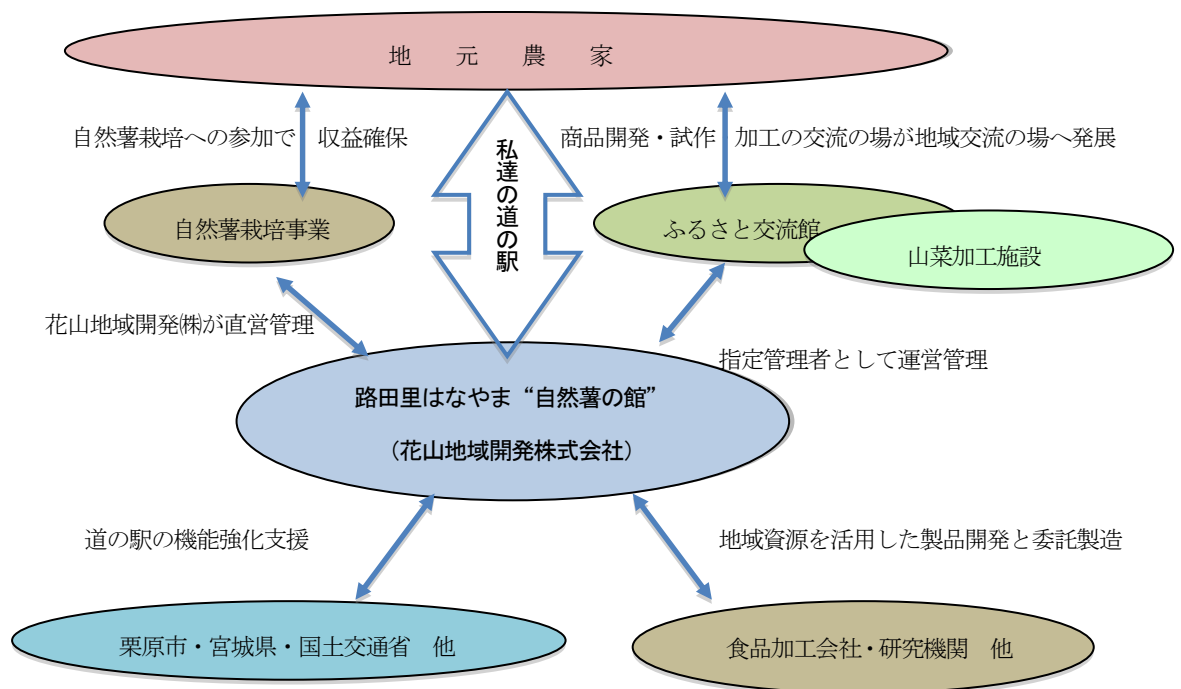 地　元　農　家
自然薯栽培への参加で　収益確保
商品開発・試作　加工の交流の場が地域交流の場へ発展
私達の道の駅
自然薯栽培事業
ふるさと交流館
山菜加工施設
花山地域開発㈱が直営管理
指定管理者として運営管理
路田里はなやま“自然薯の館”
（花山地域開発株式会社）
道の駅の機能強化支援
地域資源を活用した製品開発と委託製造
栗原市・宮城県・国土交通省　他
食品加工会社・研究機関　他